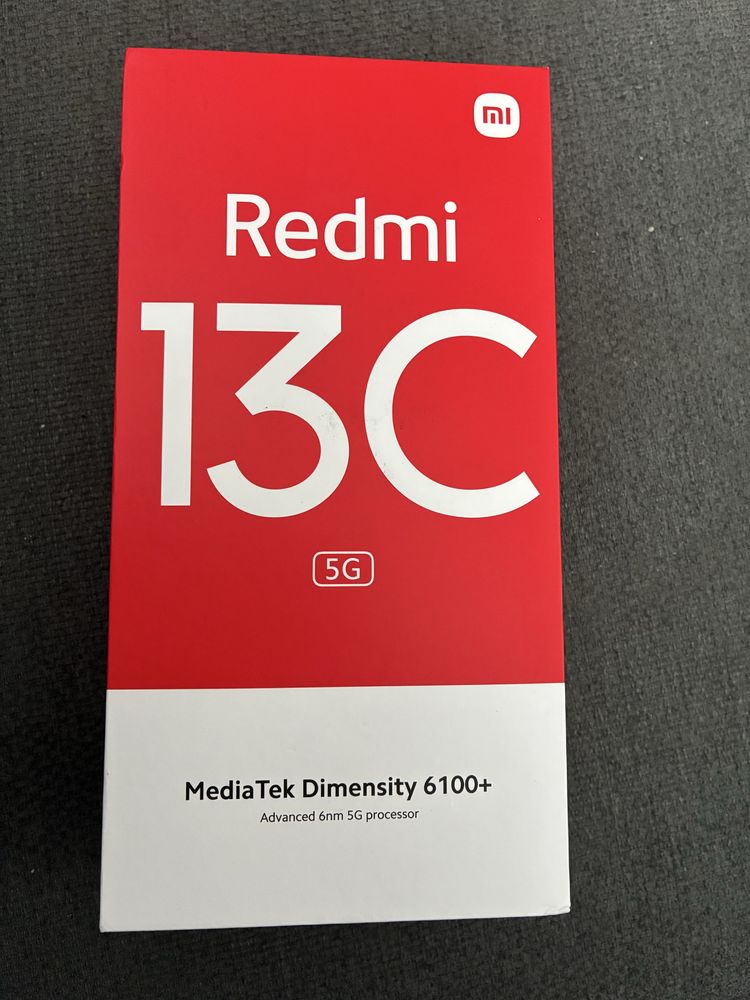 mi
Redmi
13C
5G
MediaTek Dimensity 6100+
Advanced 6nm 5G processor